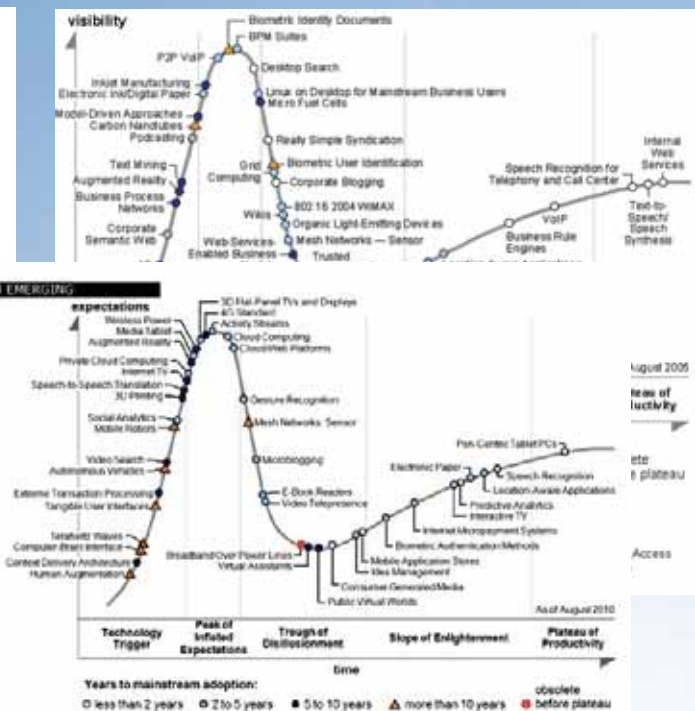 visibility
Biometric Identity Documents
BPM Suites
P2P VoIP
Desktop Search
Inkjet Manufacturing
Electronic Ink/Digital Paper
Linux on Desktop for Mainstream Business Users
Micro Fuel Cells
Model-Driven Approaches
Carbon Nanotubes
Podcasting
Really Simple Syndication
Text Mining
Augmented Reality
Business Process
Networks
Grid
Computing
Biometric User Identification
Corporate Blogging
Internal
Web
Services
Speech Recognition for
Telephony and Call Center
802.16 2004 WiMAX
Wikis
Organic Light-Emitting Devices
Corporate
Semantic Web
Web-Services-
Enabled Business
Mesh Networks — Sensor
Trusted
VoIP
Business Rule
Engines
Text-to-
Speech/
Speech
Synthesis
EMERGING
expectations
3D Flat-Panel TVs and Displays
4G Standard
Activity Streams
Wireless Power
Media Tablet
Augmented Reality
Cloud Computing
Cloud/Web Platforms
Private Cloud Computing
Internet TV
Speech-to-Speech Translation
3D Printing
Gesture Recognition
Social Analytics
Mobile Robots
Mesh Networks: Sensor
Video Search
Autonomous Vehicles
Microblogging
Extreme Transaction Processing
Tangible User Interfaces
E-Book Readers
Video Telepresence
Terahertz Waves
Computer-Brain Interface
Context Delivery Architecture
Human Augmentation
Broadband Over Power Lines
Virtual Assistants
Public Virtual Worlds
Consumer-Generated Media
Idea Management
Mobile Application Stores
Biometric Authentication Methods
Internet Micropayment Systems
Interactive TV
Predictive Analytics
Electronic Paper
Location-Aware Applications
Speech Recognition
Pen-Centric Tablet PCs
August 2005
As of August 2010
Technology
Trigger
Peak of
Inflated
Expectations
Trough of
Disillusionment
Slope of Enlightenment
Plateau of
Productivity
time
Years to mainstream adoption:
less than 2 years
2 to 5 years
5 to 10 years
more than 10 years
obsolete
before plateau
plateau
Access